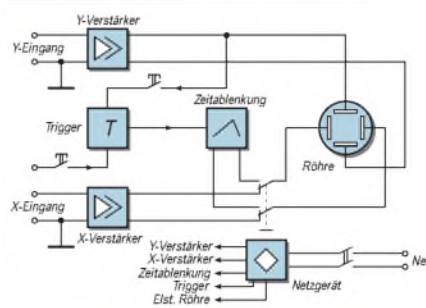 Y-Verstärker
Y-Eingang
Zeitablenkung
Trigger
T
Röhre
X-Eingang
X-Verstärker
Y-Verstärker
X-Verstärker
Zeitablenkung
Trigger
Elst. Röhre
Netzgerät
Ne